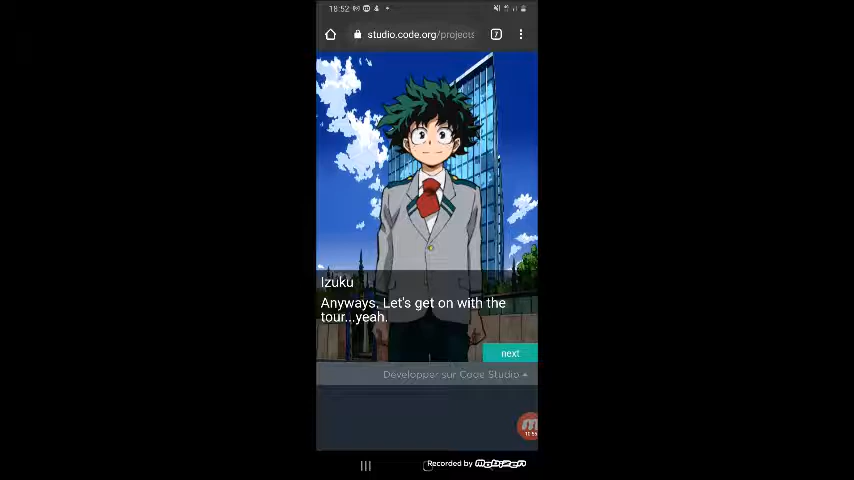 18:52
studio.code.org/projects
7
Izuku
Anyways. Let's get on with the
tour...yeah.
next
Développer sur Code Studio
Recorded by mobizen